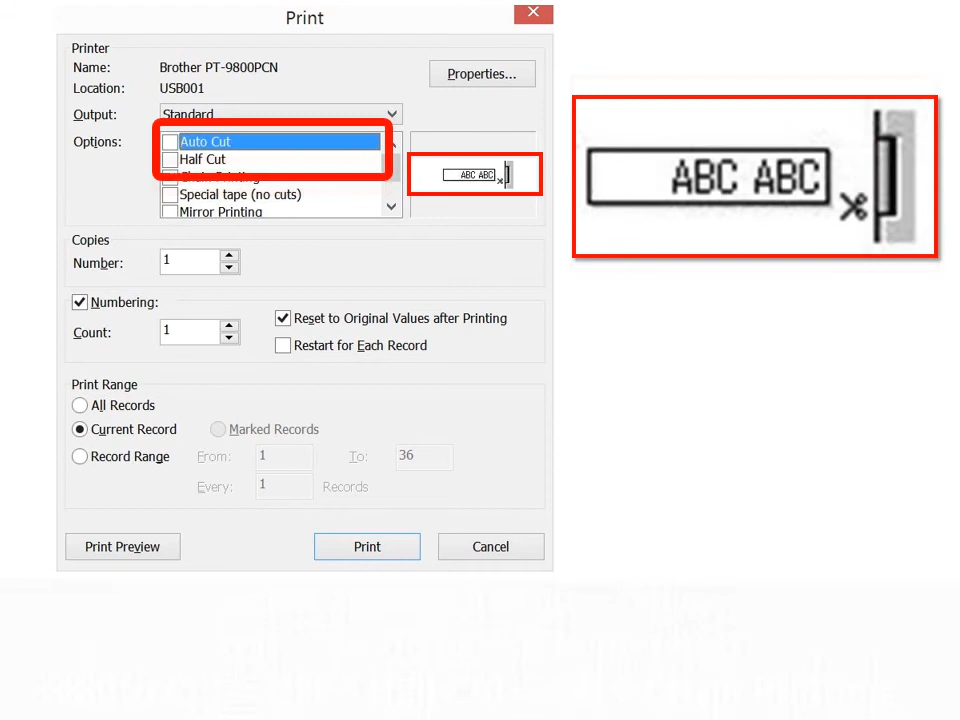 Print
Printer
Name: Brother PT-9800PCN
Properties...
Location: USB001
Output: Standard
Options: Auto Cut
Half Cut
Chain Printing
Special tape (no cuts)
Mirror Printing
ABC ABC
ABC ABC
Copies
Number: 1
Numbering:
Count: 1
Reset to Original Values after Printing
Restart for Each Record
Print Range
All Records
Current Record
Marked Records
Record Range From: 1 To: 36
Every: 1 Records
Print Preview
Print
Cancel